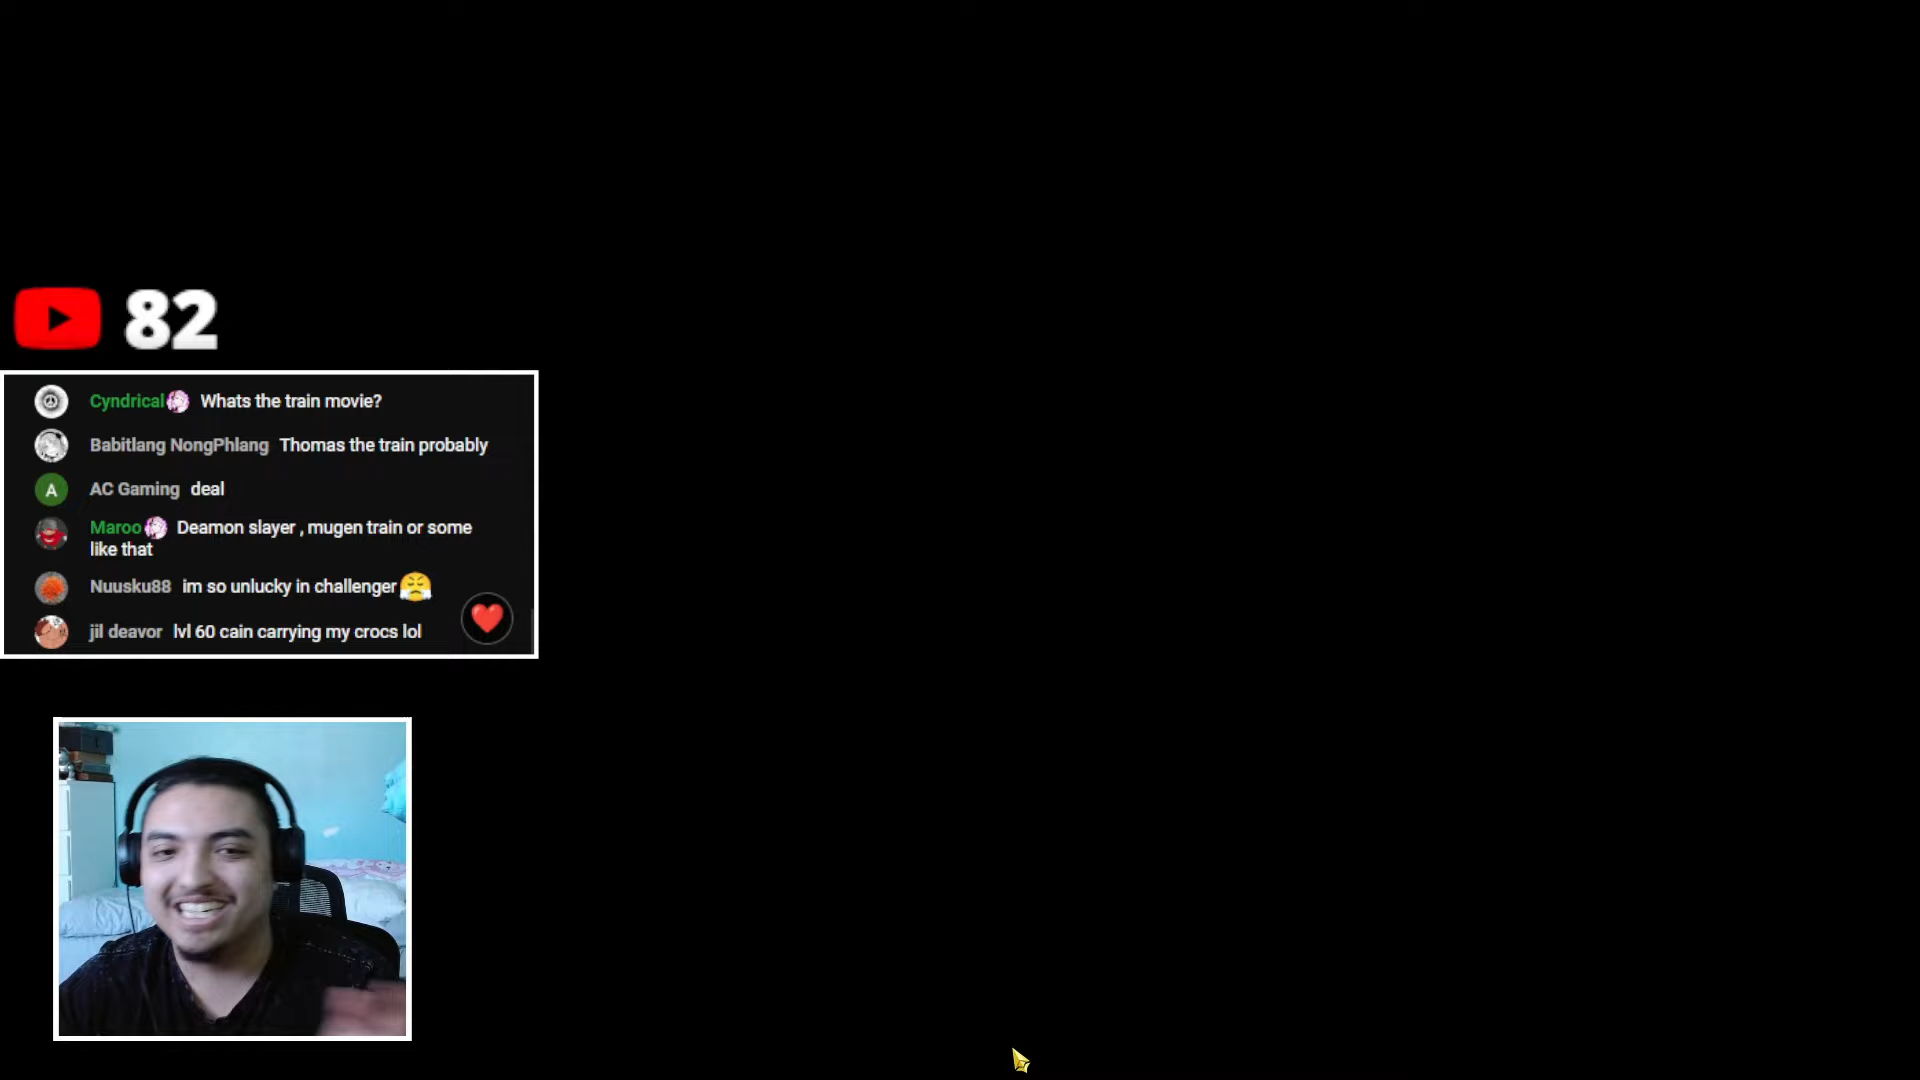 82
Cyndrical Whats the train movie?
Babitlang NongPhlang Thomas the train probably
A AC Gaming deal
Maroo Deamon slayer , mugen train or some
like that
Nuusku88 im so unlucky in challenger
jil deavor lvl 60 cain carrying my crocs lol